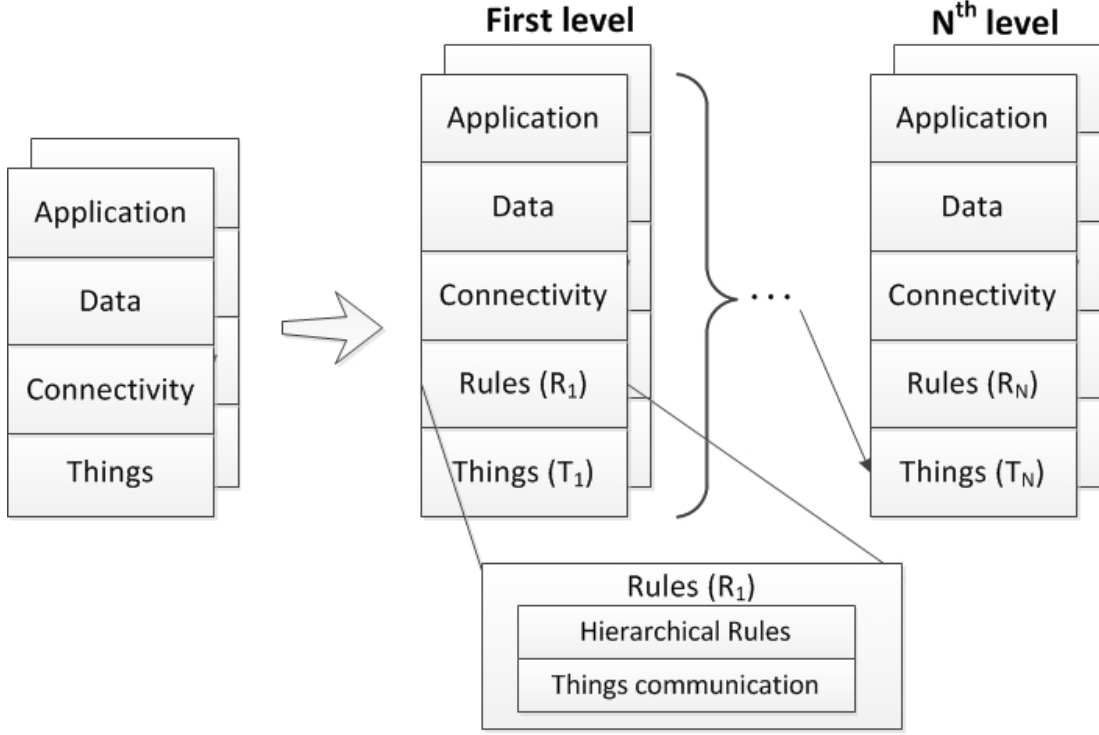 First level
Nth level
Application
Data
Connectivity
Things
Application
Data
Connectivity
Rules (R1)
Things (T1)
...
Application
Data
Connectivity
Rules (RN)
Things (TN)
Rules (R1)
Hierarchical Rules
Things communication